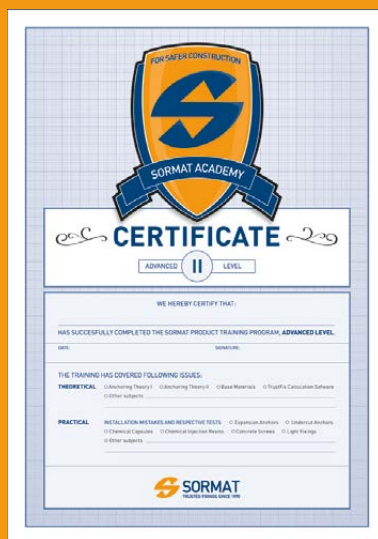 FOR SAFER CONSTRUCTION
S
SORMAT ACADEMY
CERTIFICATE
ADVANCED II LEVEL
WE HEREBY CERTIFY THAT:
HAS SUCCESFULLY COMPLETED THE SORMAT PRODUCT TRAINING PROGRAM, ADVANCED LEVEL.
DATE: SIGNATURE:
THE TRAINING HAS COVERED FOLLOWING ISSUES:
THEORETICAL Anchoring Theory I Anchoring Theory II Base Materials TrustFix Calculation Software
Other subjects
PRACTICAL INSTALLATION MISTAKES AND RESPECTIVE TESTS Expansion Anchors Undercut Anchors
Chemical Capsules Chemical Injection Resins Concrete Screws Light Fixings
Other subjects
SORMAT
TRUSTED FIXINGS SINCE 1970